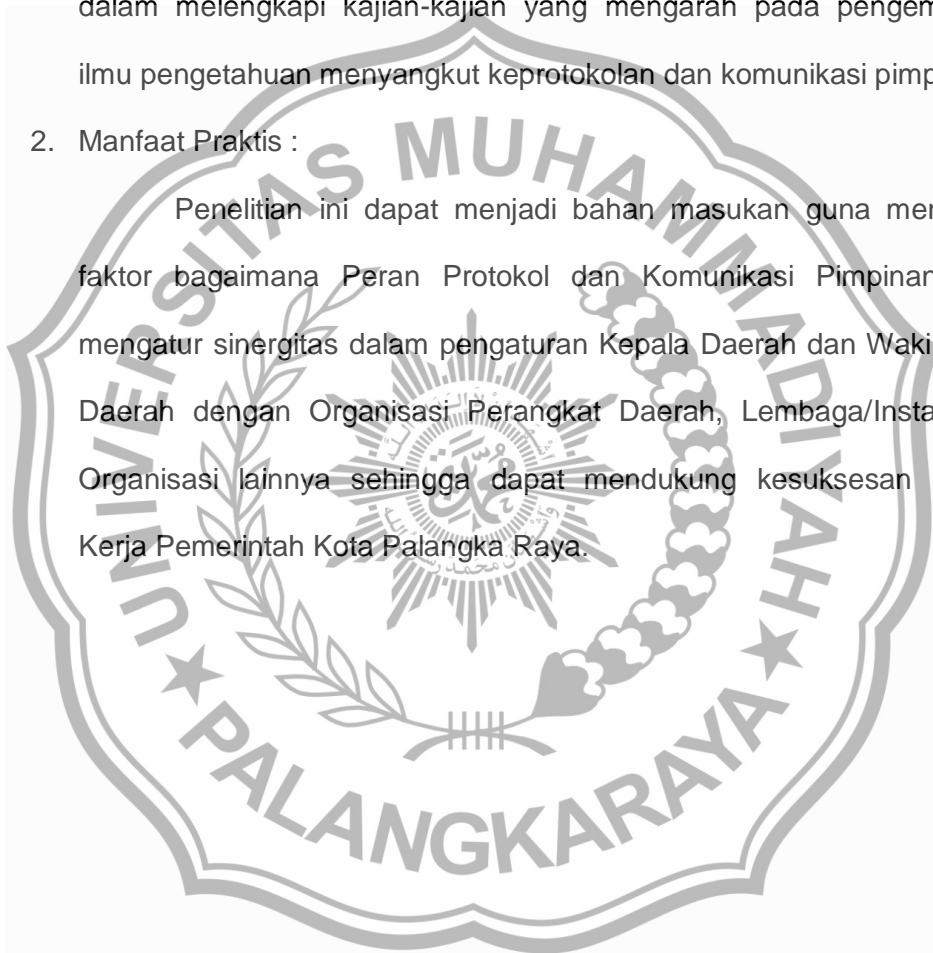 dalam melengkapi kajian-kajian yang mengarah pada pengem
ilmu pengetahuan menyangkut keprotokolan dan komunikasi pimp
2. Manfaat Praktis :
Penelitian ini dapat menjadi bahan masukan guna mer
faktor bagaimana Peran Protokol dan Komunikasi Pimpinan
mengatur sinergitas dalam pengaturan Kepala Daerah dan Waki
Daerah dengan Organisasi Perangkat Daerah, Lembaga/Insta
Organisasi lainnya sehingga dapat mendukung kesuksesan
Kerja Pemerintah Kota Palangka Raya.
UNIVERSITAS MUHAMMADIYAH
PALANGKARAYA